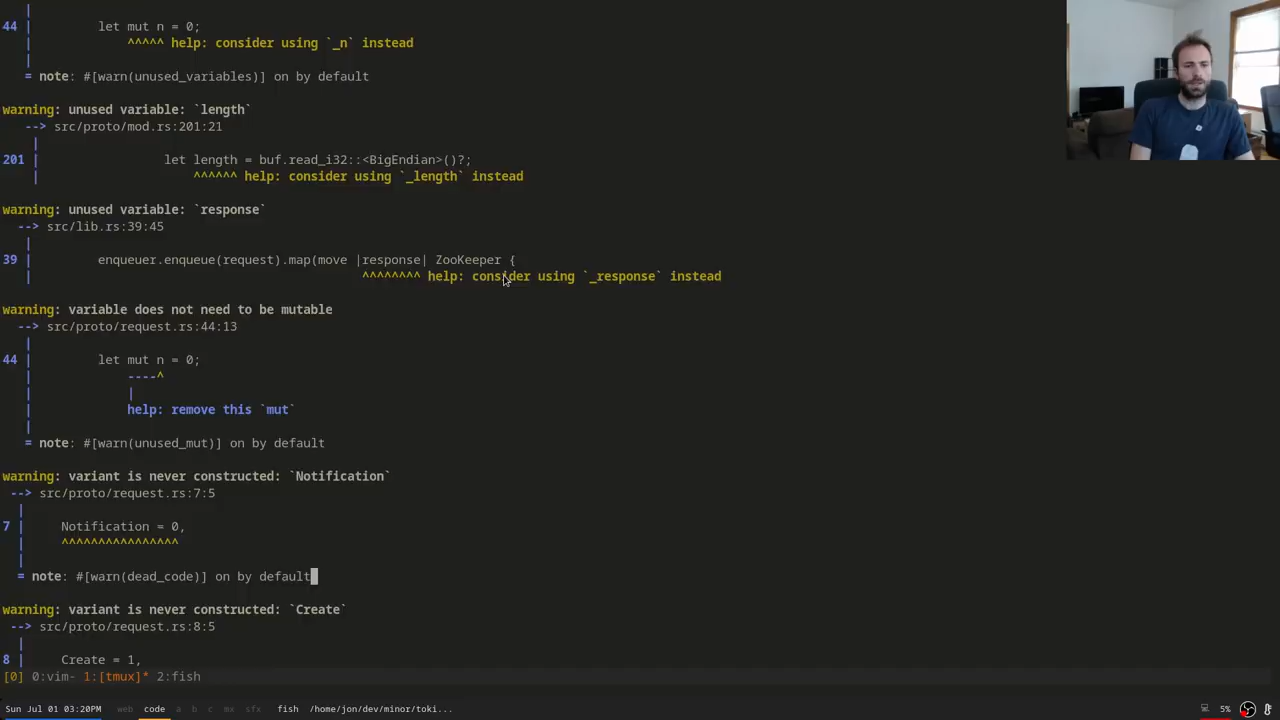 44 |         let mut n = 0;
^^^^^ help: consider using `_n` instead
= note: #[warn(unused_variables)] on by default
warning: unused variable: `length`
--> src/proto/mod.rs:201:21
201 |                 let length = buf.read_i32::<BigEndian>()?;
^^^^^^ help: consider using `_length` instead
warning: unused variable: `response`
--> src/lib.rs:39:45
39 |         enqueuer.enqueue(request).map(move |response| ZooKeeper {
^^^^^^^^ help: consider using `_response` instead
warning: variable does not need to be mutable
--> src/proto/request.rs:44:13
44 |         let mut n = 0;
----^
|
help: remove this `mut`
= note: #[warn(unused_mut)] on by default
warning: variant is never constructed: `Notification`
--> src/proto/request.rs:7:5
7 |     Notification = 0,
^^^^^^^^^^^^^^^^
= note: #[warn(dead_code)] on by default
warning: variant is never constructed: `Create`
--> src/proto/request.rs:8:5
8 |     Create = 1,
[0] 0:vim- 1:[tmux]* 2:fish
Sun Jul 01 03:20PM web code a b c ma sfx fish /home/jon/dev/minor/toki... 5%